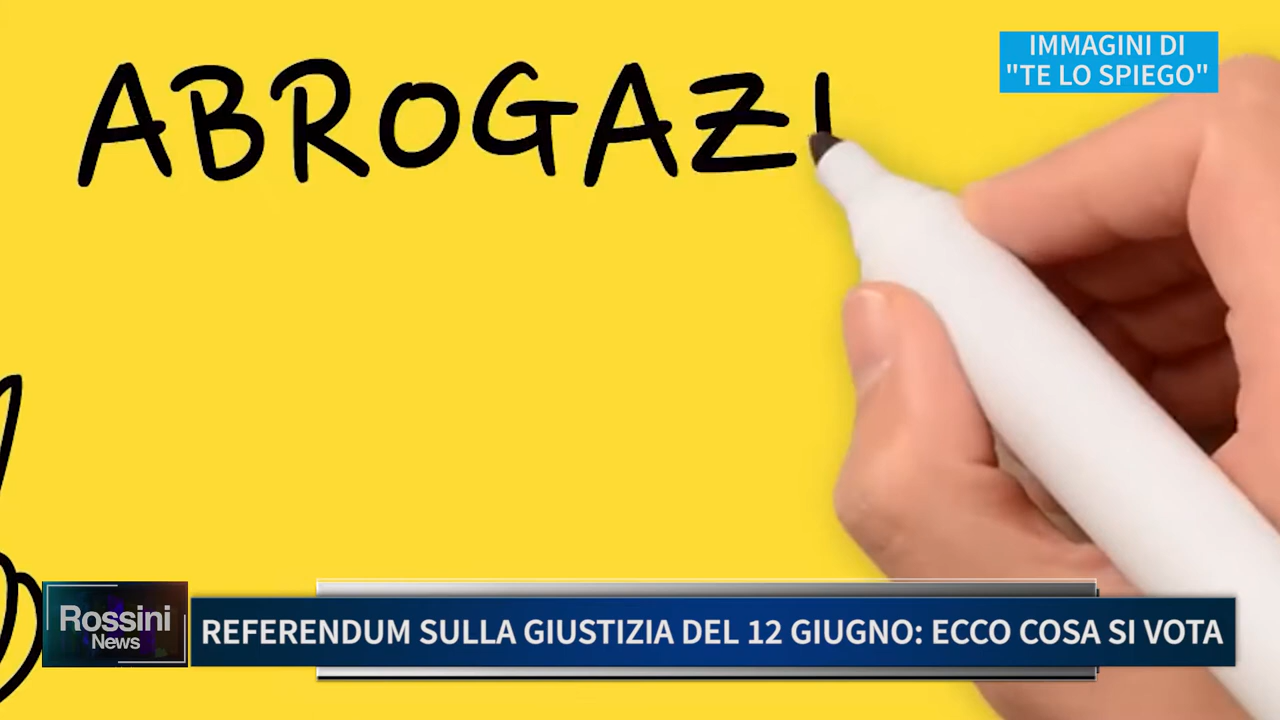 IMMAGINI DI
"TE LO SPIEGO"
ABROGAZI
Rossini
News
REFERENDUM SULLA GIUSTIZIA DEL 12 GIUGNO: ECCO COSA SI VOTA